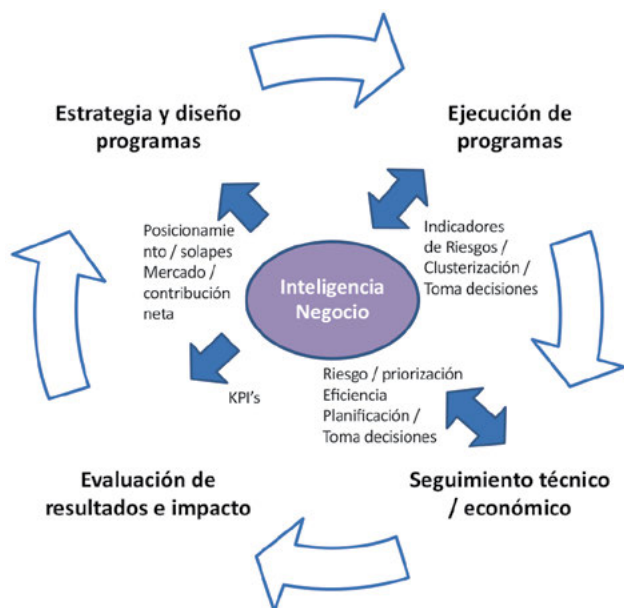 Estrategia y diseño
programas
Ejecución de
programas
Posicionamie
nto / solapes
Mercado /
contribución
neta
Inteligencia
Negocio
Indicadores
de Riesgos /
Clusterización /
Toma decisiones
KPI's
Riesgo / priorización
Eficiencia
Planificación /
Toma decisiones
Evaluación de
resultados e impacto
Seguimiento técnico
/ económico